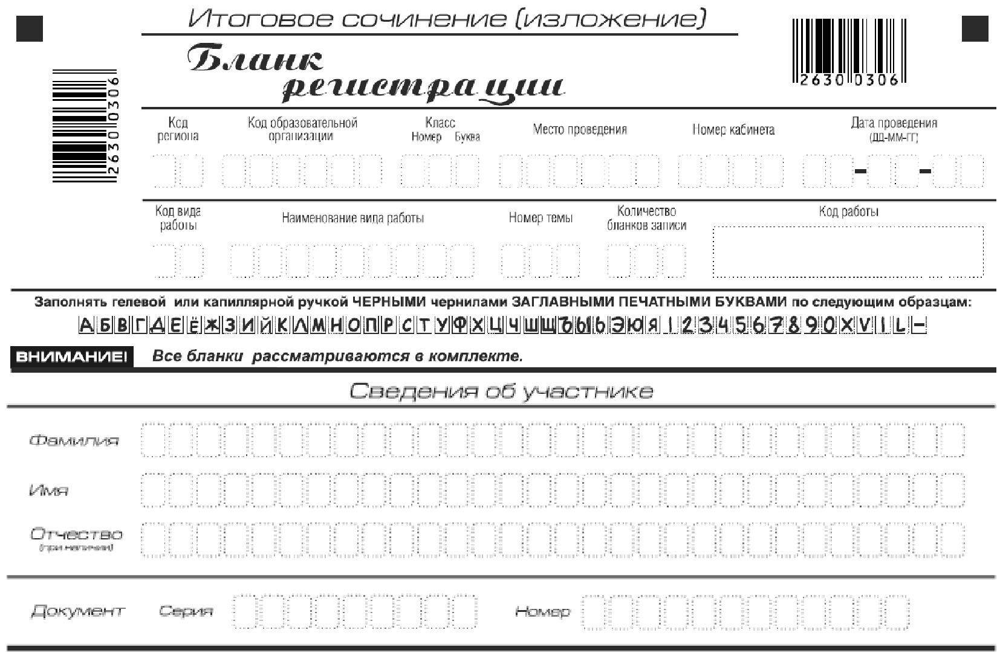 Итоговое сочинение (изложение)
Бланк
регистрации
2630 0306
2630 0306
Код региона
Код образовательной организации
Класс
Номер Буква
Место проведения
Номер кабинета
Дата проведения
(ДД-ММ-ГГ)
Код вида работы
Наименование вида работы
Номер темы
Количество бланков записи
Код работы
Заполнять гелевой или капиллярной ручкой ЧЕРНЫМИ чернилами ЗАГЛАВНЫМИ ПЕЧАТНЫМИ БУКВАМИ по следующим образцам:
А Б В Г Д Е Ё Ж З И Й К Л М Н О П Р С Т У Ф Х Ц Ч Ш Щ Ъ Ы Ь Э Ю Я 1 2 3 4 5 6 7 8 9 0 X V I L -
ВНИМАНИЕ! Все бланки рассматриваются в комплекте.
Сведения об участнике
Фамилия
Имя
Отчество
(при наличии)
Документ Серия Номер